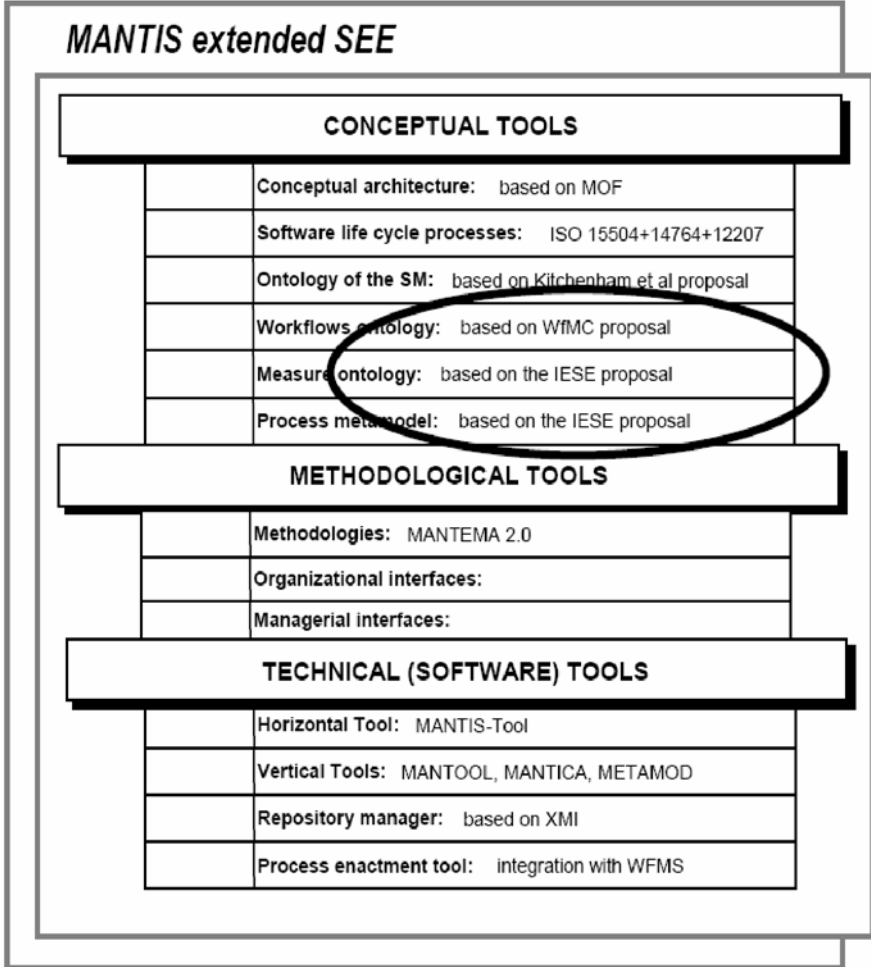 MANTIS extended SEE
CONCEPTUAL TOOLS
Conceptual architecture: based on MOF
Software life cycle processes: ISO 15504+14764+12207
Ontology of the SM: based on Kitchenham et al proposal
Workflows ontology: based on WfMC proposal
Measure ontology: based on the IESE proposal
Process metamodel: based on the IESE proposal
METHODOLOGICAL TOOLS
Methodologies: MANTEMA 2.0
Organizational interfaces:
Managerial interfaces:
TECHNICAL (SOFTWARE) TOOLS
Horizontal Tool: MANTIS-Tool
Vertical Tools: MANTOOL, MANTICA, METAMOD
Repository manager: based on XMI
Process enactment tool: integration with WFMS